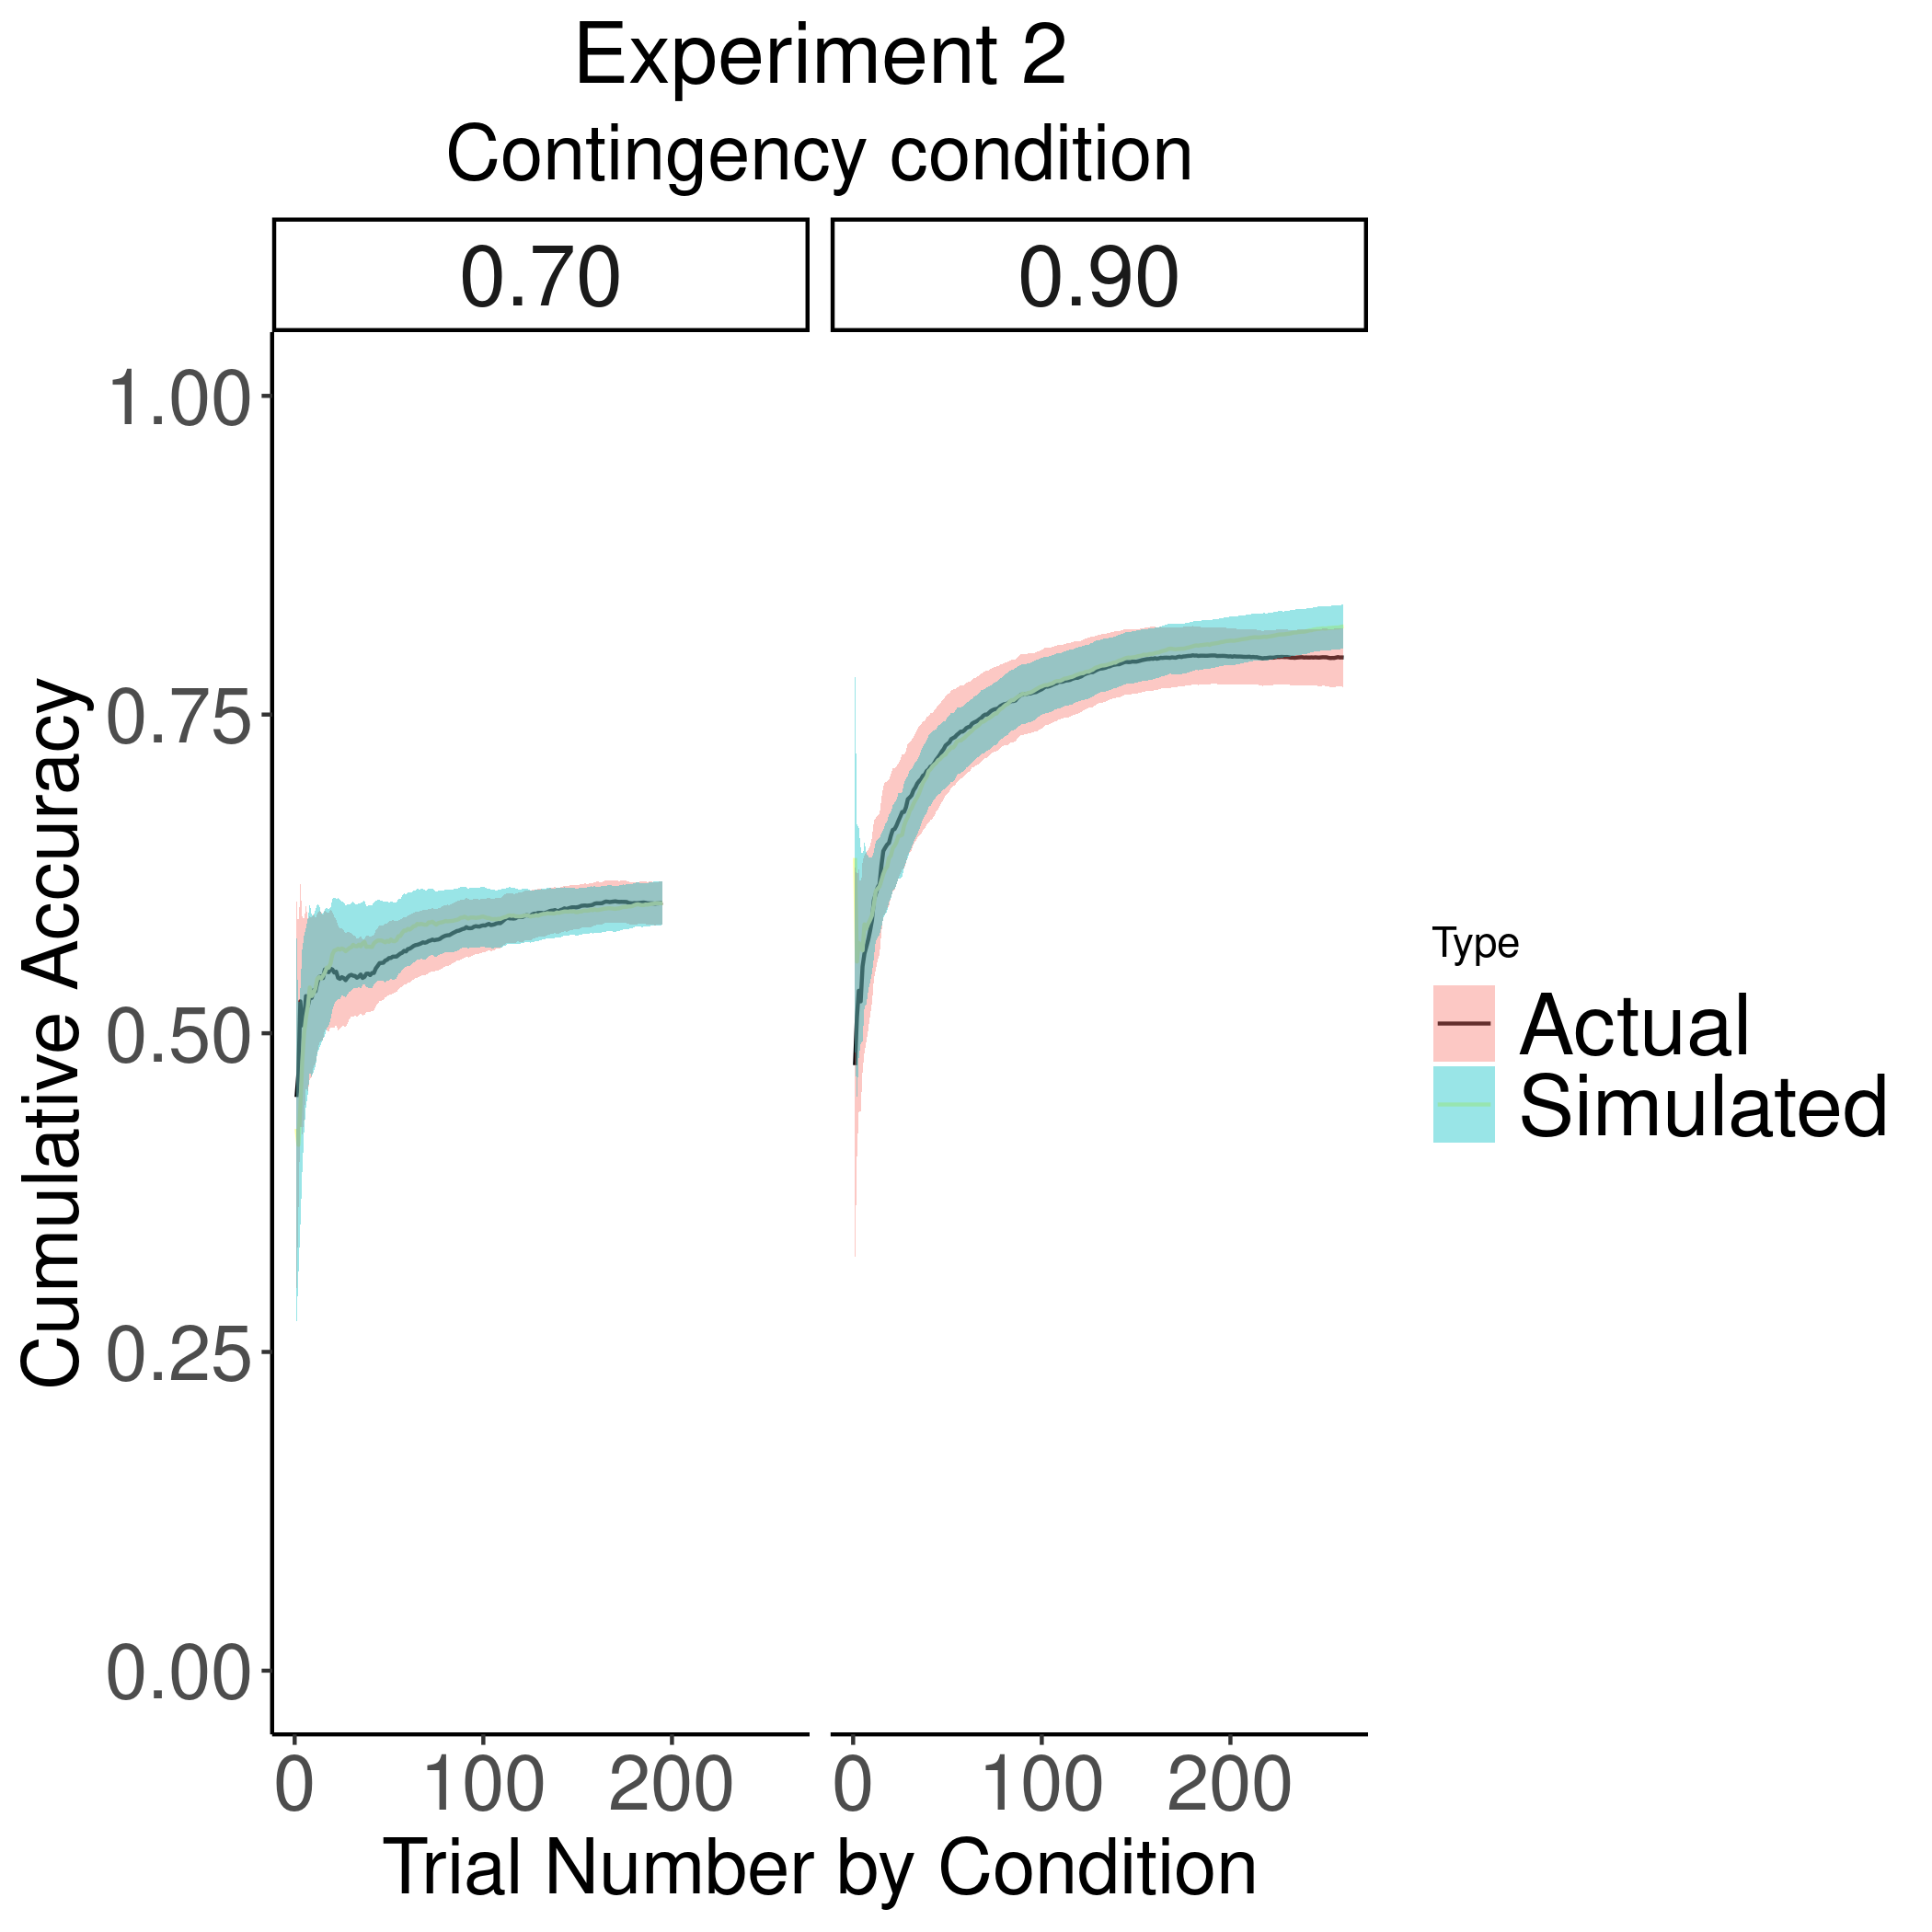 Experiment 2
Contingency condition
0.70
0.90
1.00
0.75
0.50
0.25
0.00
Cumulative Accuracy
0
100
200
0
100
200
Trial Number by Condition
Type
Actual
Simulated